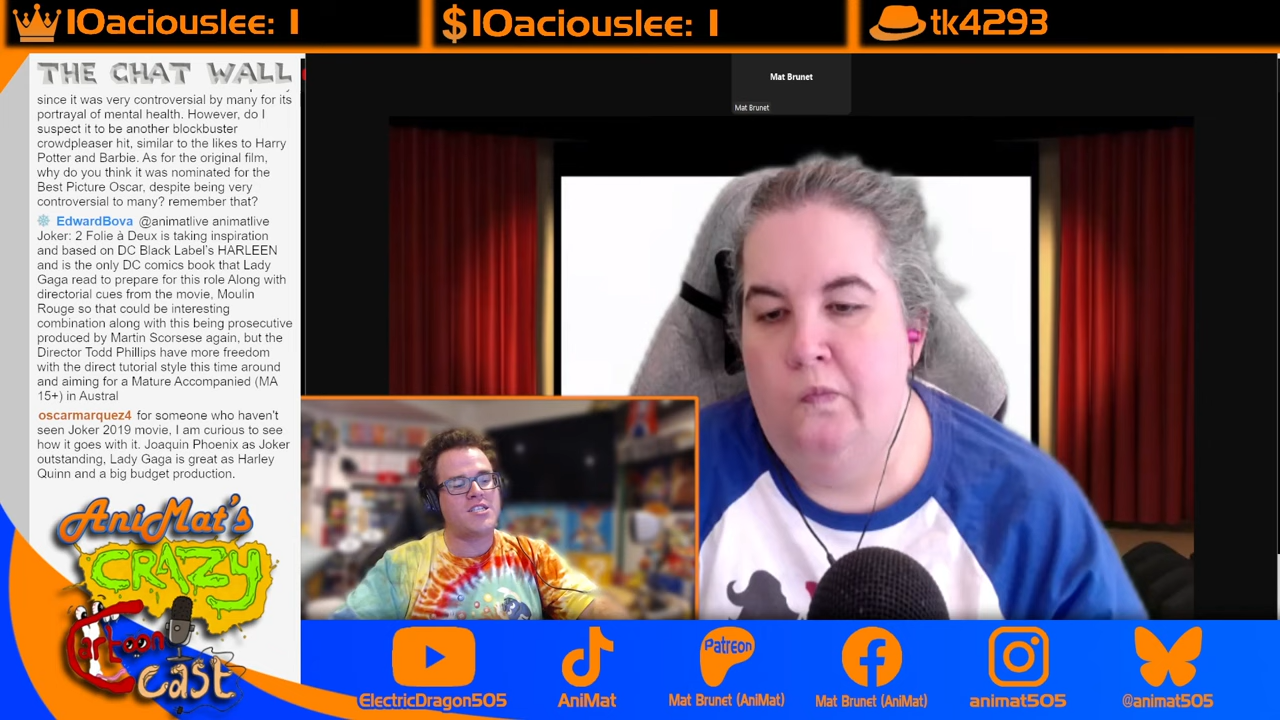 10aciouslee: 1
$10aciouslee: 1
tk4293
THE CHAT WALL
since it was very controversial by many for its
portrayal of mental health. However, do I
suspect it to be another blockbuster
crowdpleaser hit, similar to the likes to Harry
Potter and Barbie. As for the original film,
why do you think it was nominated for the
Best Picture Oscar, despite being very
controversial to many? remember that?
EdwardBova @animatlive animatlive
Joker: 2 Folie à Deux is taking inspiration
and based on DC Black Label's HARLEEN
and is the only DC comics book that Lady
Gaga read to prepare for this role Along with
directorial cues from the movie, Moulin
Rouge so that could be interesting
combination along with this being prosecutive
produced by Martin Scorsese again, but the
Director Todd Phillips have more freedom
with the direct tutorial style this time around
and aiming for a Mature Accompanied (MA
15+) in Austral
oscarmarquez4 for someone who haven't
seen Joker 2019 movie, I am curious to see
how it goes with it. Joaquin Phoenix as Joker
outstanding, Lady Gaga is great as Harley
Quinn and a big budget production.
Mat Brunet
Mat Brunet
AniMat's
CRAZY
Cartoon
Cast
Patreon
ElectricDragon505
AniMat
Mat Brunet (AniMat)
Mat Brunet (AniMat)
animat505
@animat505